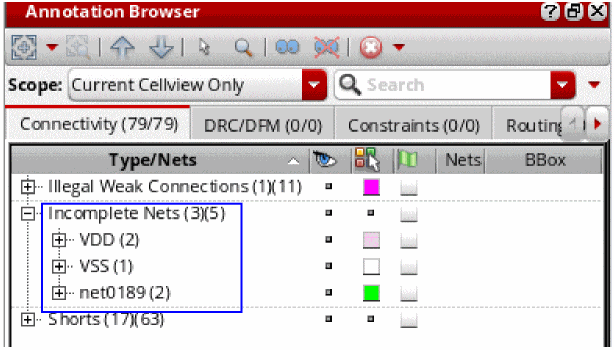 Annotation Browser
Scope: Current Cellview Only Search
Connectivity (79/79) DRC/DFM (0/0) Constraints (0/0) Routing
Type/Nets Nets BBox
Illegal Weak Connections (1)(11)
Incomplete Nets (3)(5)
VDD (2)
VSS (1)
net0189 (2)
Shorts (17)(63)